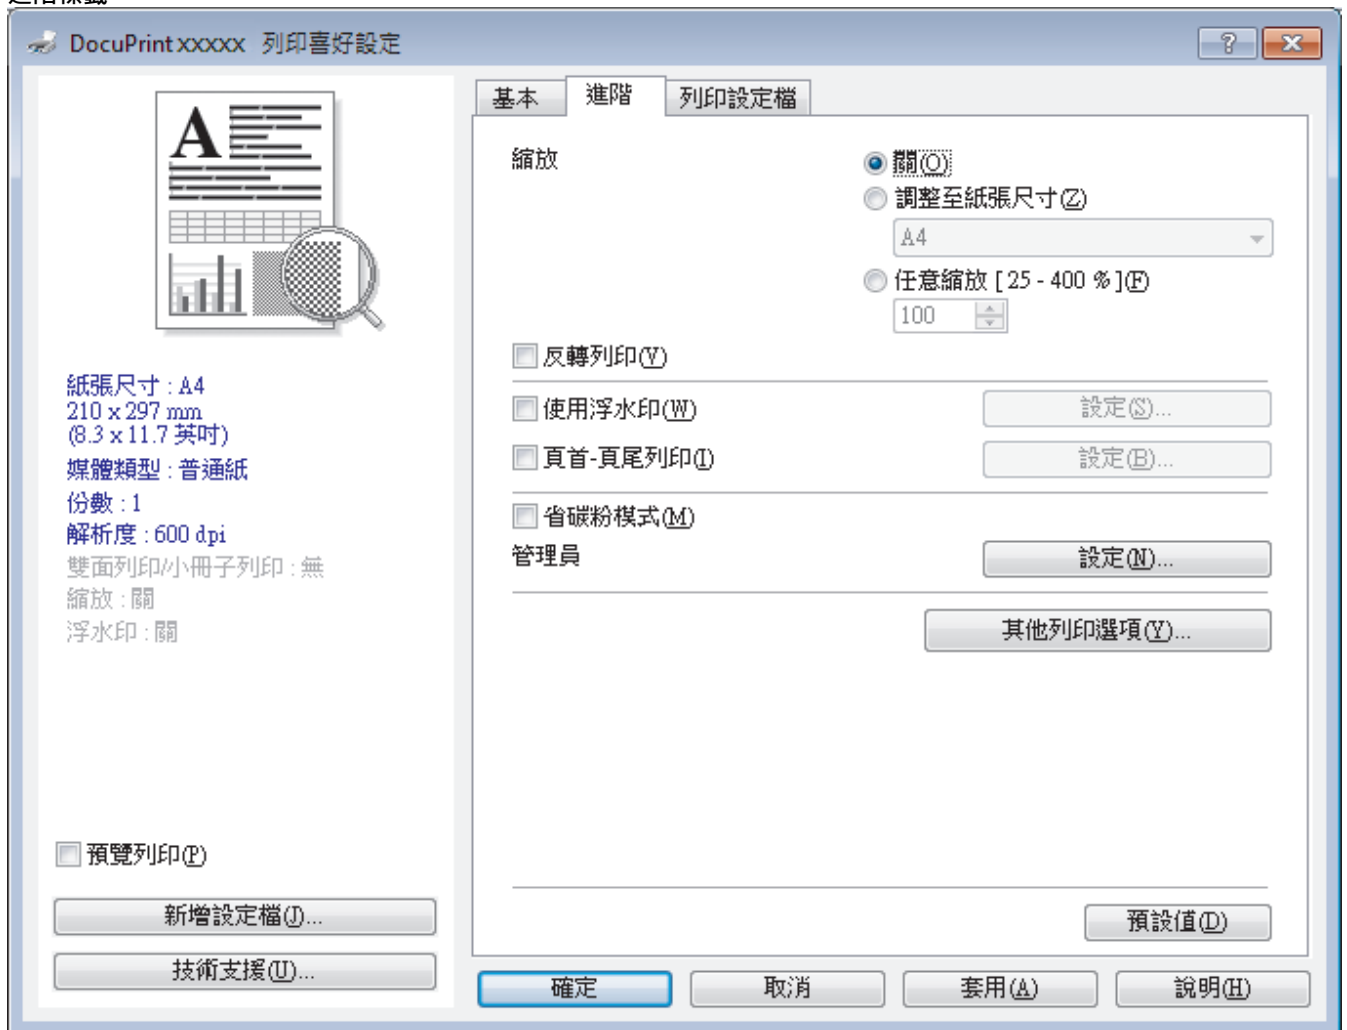 DocuPrint xxxxx 列印喜好設定
基本
進階
列印設定檔
A
紙張尺寸 : A4
210 x 297 mm
(8.3 x 11.7 英吋)
媒體類型 : 普通紙
份數 : 1
解析度 : 600 dpi
雙面列印/小冊子列印 : 無
縮放 : 關
浮水印 : 關
預覽列印(P)
新增設定檔(J)...
技術支援(U)...
縮放
關(O)
調整至紙張尺寸(Z)
A4
任意縮放 [ 25 - 400 % ](F)
100
反轉列印(V)
使用浮水印(W)
設定(S)...
頁首-頁尾列印(I)
設定(B)...
省碳粉模式(M)
管理員
設定(N)...
其他列印選項(Y)...
預設值(D)
確定
取消
套用(A)
說明(H)